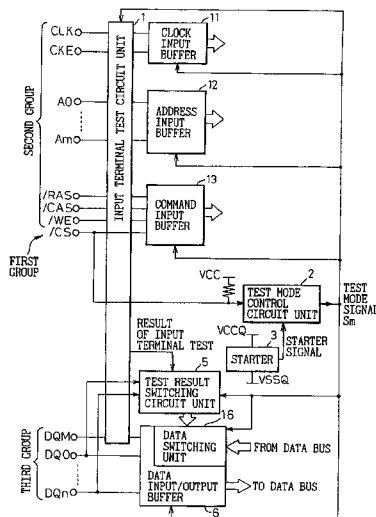 1
11
CLK
CKE
CLOCK
INPUT
BUFFER
INPUT TERMINAL TEST CIRCUIT UNIT
SECOND GROUP
12
A0
Am
ADDRESS
INPUT
BUFFER
13
/RAS
/CAS
/WE
/CS
COMMAND
INPUT
BUFFER
FIRST
GROUP
VCC
2
TEST MODE
CONTROL
CIRCUIT UNIT
TEST
MODE
SIGNAL
Sm
RESULT
OF INPUT
TERMINAL TEST
VCCQ
3
STARTER
SIGNAL
STARTER
VSSQ
5
TEST RESULT
SWITCHING
CIRCUIT UNIT
16
THIRD GROUP
DQM
DQ0
DQn
DATA
SWITCHING
UNIT
FROM DATA BUS
DATA
INPUT/OUTPUT
BUFFER
TO DATA BUS
6